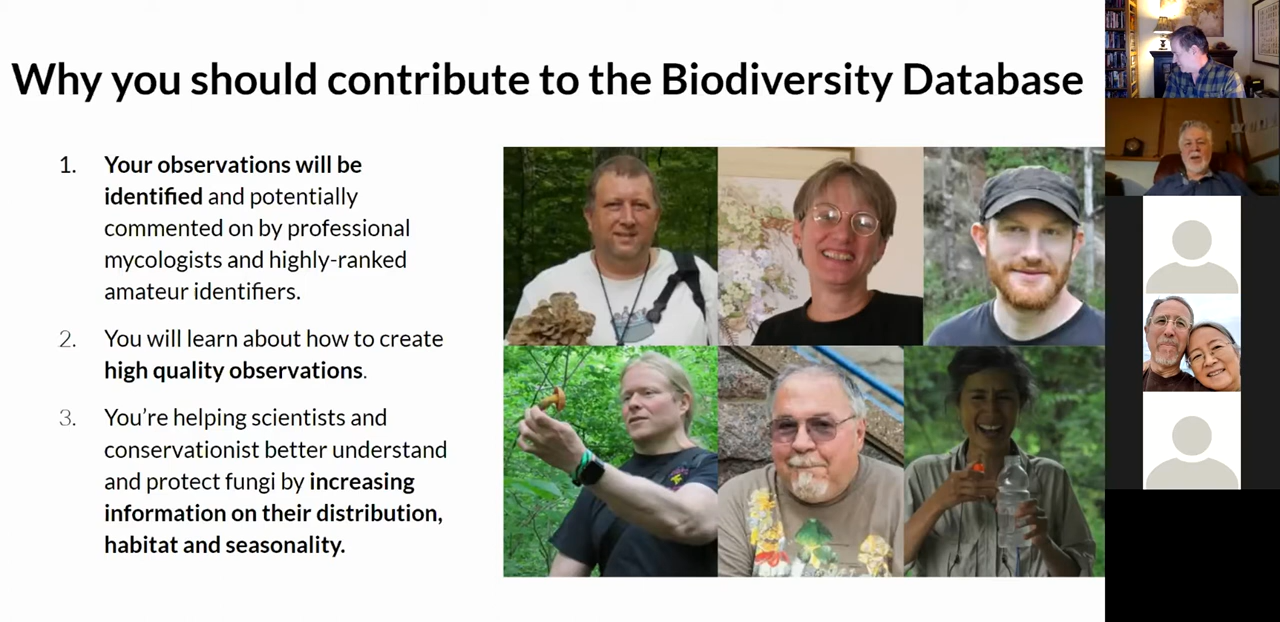 Why you should contribute to the Biodiversity Database
1. Your observations will be
identified and potentially
commented on by professional
mycologists and highly-ranked
amateur identifiers.
2. You will learn about how to create
high quality observations.
3. You’re helping scientists and
conservationist better understand
and protect fungi by increasing
information on their distribution,
habitat and seasonality.